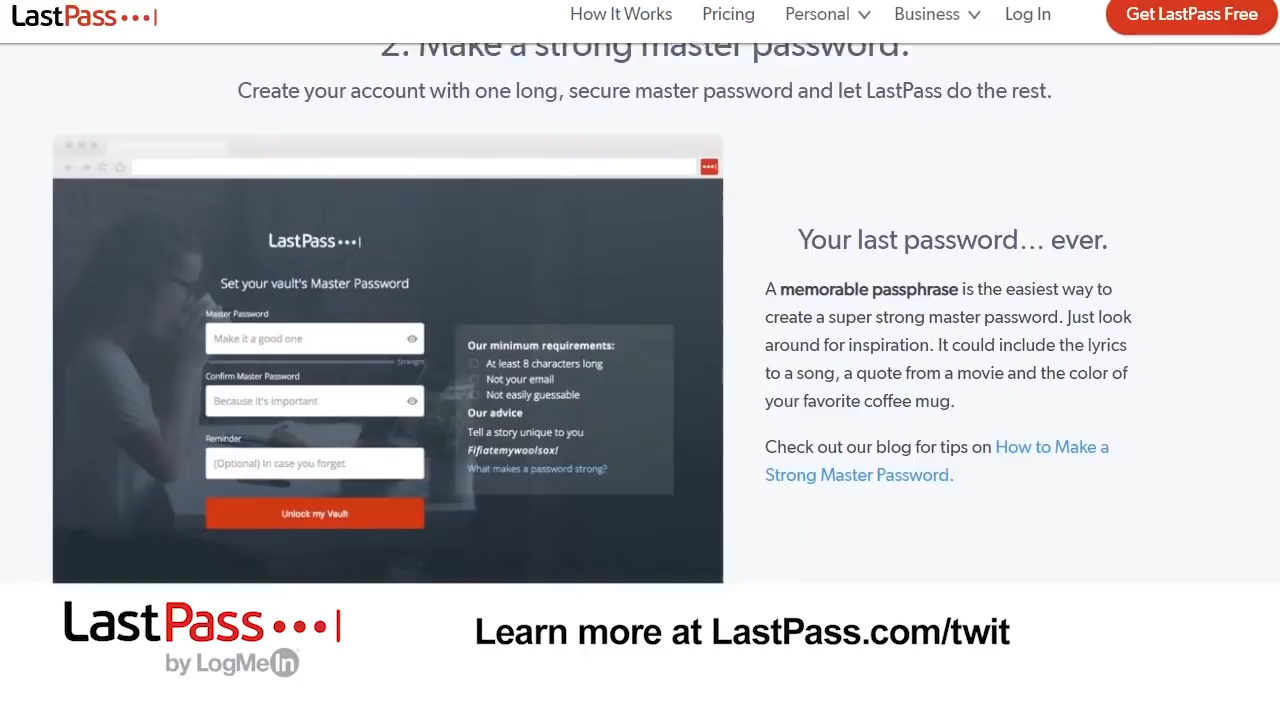 LastPass
How It Works Pricing Personal Business Log In Get LastPass Free
2. Make a strong master password.
Create your account with one long, secure master password and let LastPass do the rest.
LastPass
Set your vault's Master Password
Master Password
Make it a good one
Strength
Confirm Master Password
Because it's important
Reminder
(Optional) In case you forget
Unlock my Vault
Our minimum requirements:
At least 8 characters long
Not your email
Not easily guessable
Our advice
Tell a story unique to you
Fifiatemywoolsox!
What makes a password strong?
Your last password... ever.
A memorable passphrase is the easiest way to
create a super strong master password. Just look
around for inspiration. It could include the lyrics
to a song, a quote from a movie and the color of
your favorite coffee mug.
Check out our blog for tips on How to Make a
Strong Master Password.
LastPass
by LogMeIn
Learn more at LastPass.com/twit